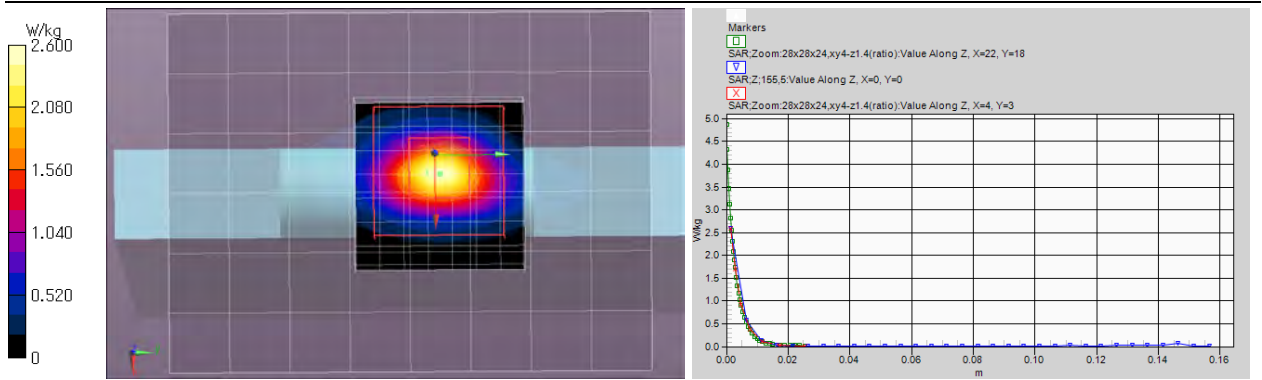 W/kg
2.600
2.080
1.560
1.040
0.520
0
Markers
SAR;Zoom:28x28x24,xy4-z1.4(ratio):Value Along Z, X=22, Y=18
SAR;Z;155,5:Value Along Z, X=0, Y=0
SAR;Zoom:28x28x24,xy4-z1.4(ratio):Value Along Z, X=4, Y=3
W/kg
5.0
4.5
4.0
3.5
3.0
2.5
2.0
1.5
1.0
0.5
0.0
0.00 0.02 0.04 0.06 0.08 0.10 0.12 0.14 0.16
m